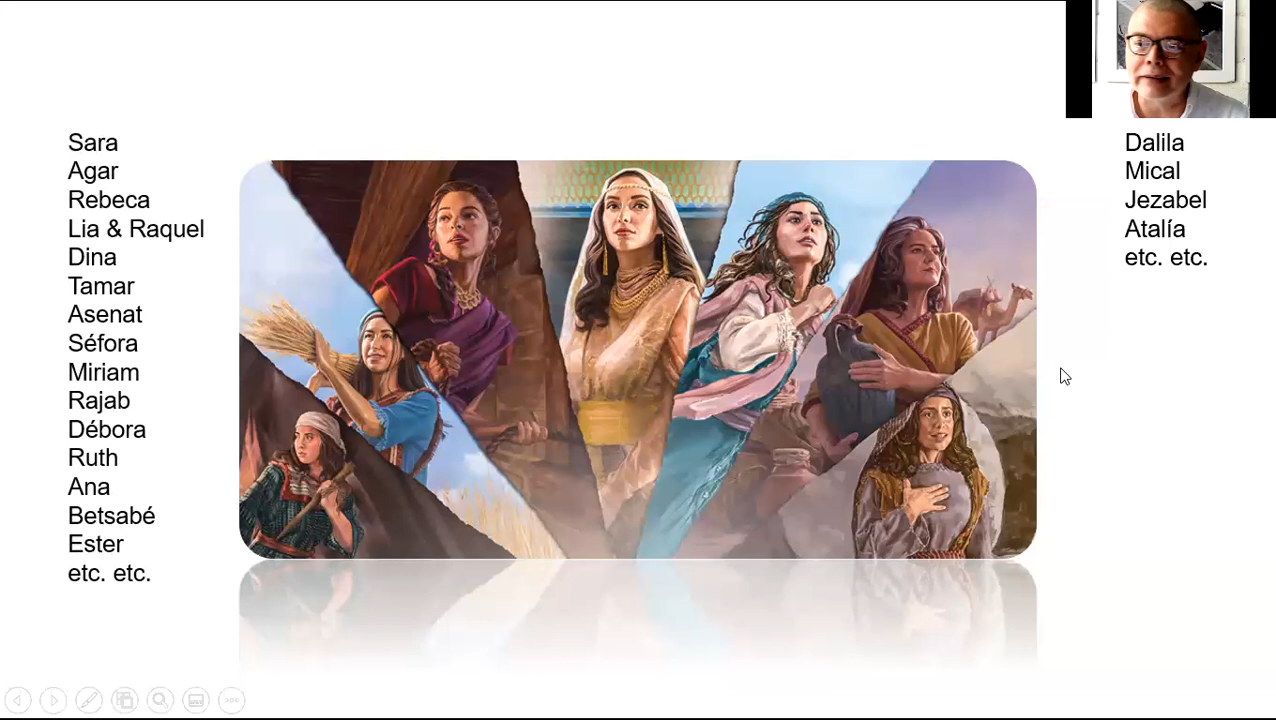 Sara
Agar
Rebeca
Lia & Raquel
Dina
Tamar
Asenat
Séfora
Miriam
Rajab
Débora
Ruth
Ana
Betsabé
Ester
etc. etc.
Dalila
Mical
Jezabel
Atalía
etc. etc.